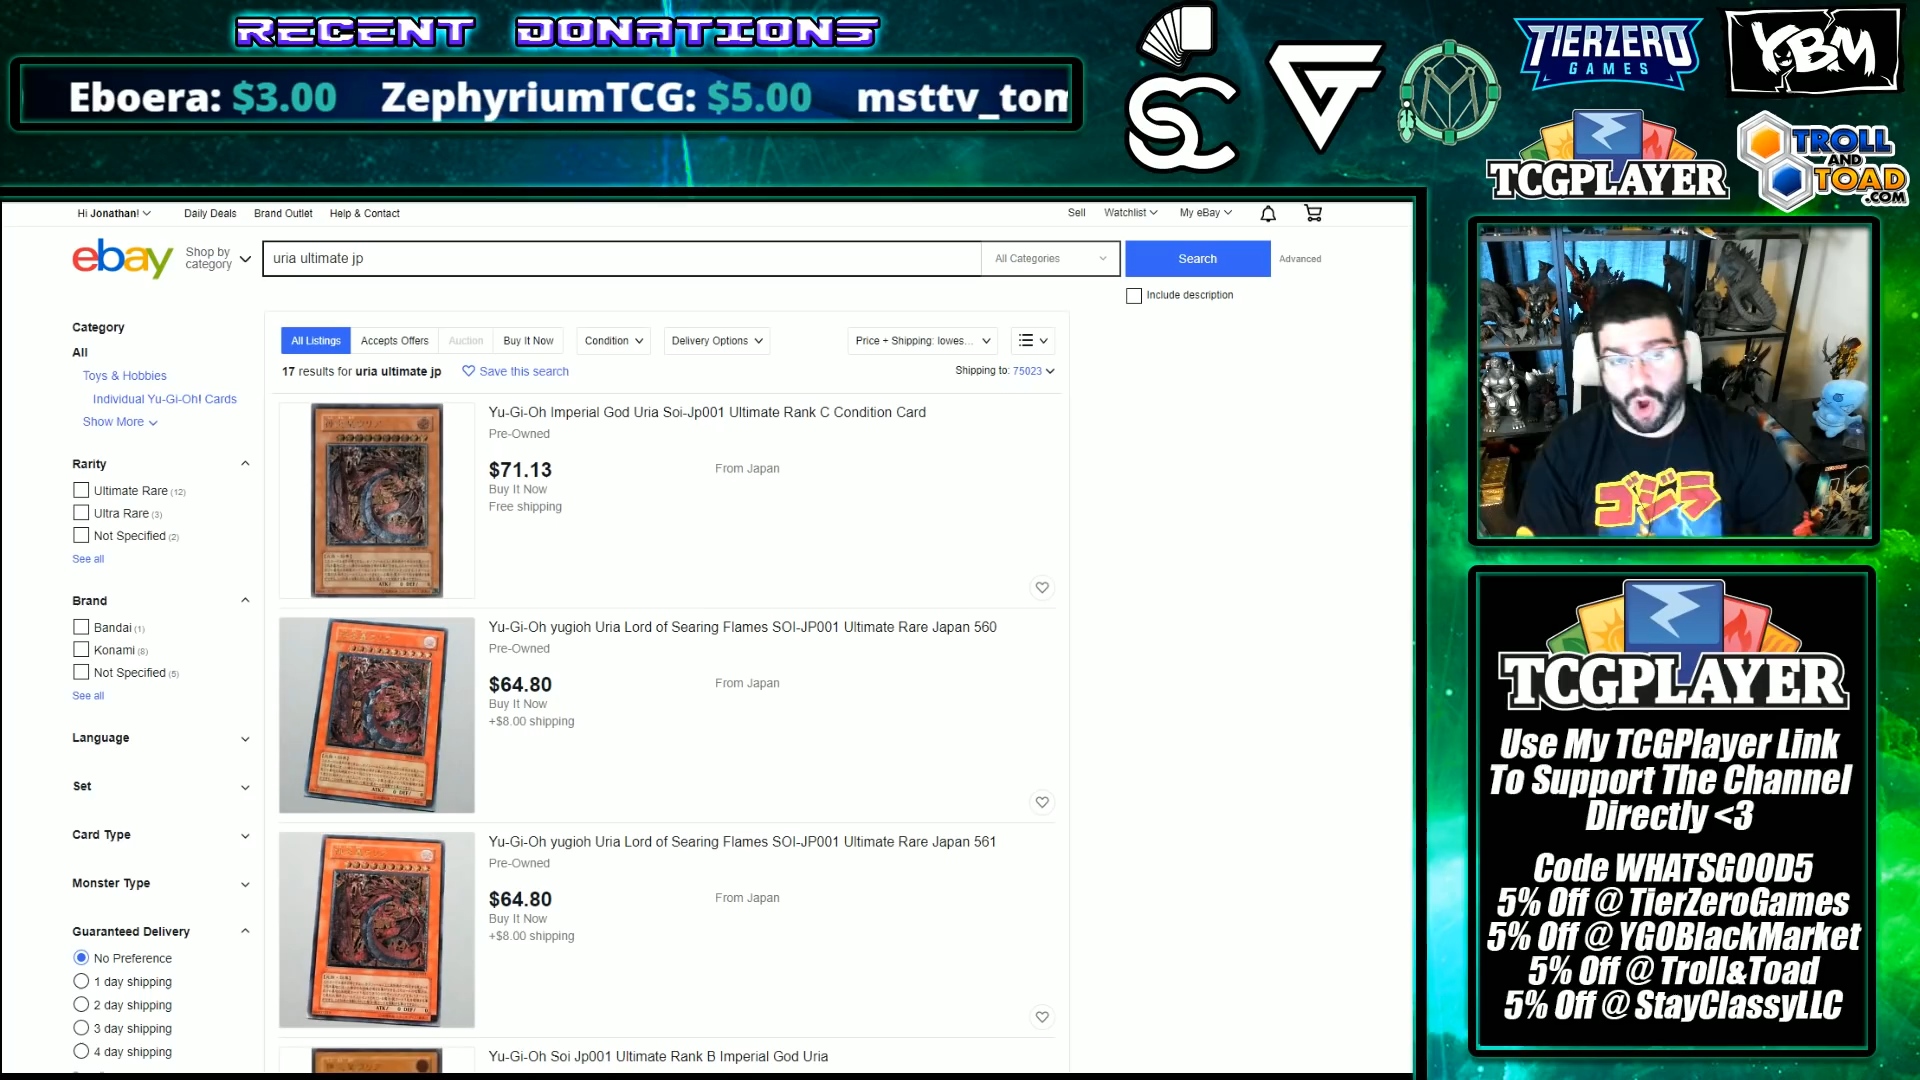 RECENT DONATIONS
Eboera: $3.00 ZephyriumTCG: $5.00 msttv_tom
SC
TIERZERO
GAMES
YBM
TCGPLAYER
TROLL
AND
TOAD
.COM
Hi Jonathan!
Daily Deals
Brand Outlet
Help & Contact
Sell
Watchlist
My eBay
ebay
Shop by
category
uria ultimate jp
All Categories
Search
Advanced
Include description
Category
All
Toys & Hobbies
Individual Yu-Gi-Oh! Cards
Show More
Rarity
Ultimate Rare (12)
Ultra Rare (3)
Not Specified (2)
See all
Brand
Bandai (1)
Konami (8)
Not Specified (5)
See all
Language
Set
Card Type
Monster Type
Guaranteed Delivery
No Preference
1 day shipping
2 day shipping
3 day shipping
4 day shipping
All Listings
Accepts Offers
Auction
Buy It Now
Condition
Delivery Options
Price + Shipping: lowes...
17 results for uria ultimate jp
Save this search
Shipping to: 75023
Yu-Gi-Oh Imperial God Uria Soi-Jp001 Ultimate Rank C Condition Card
Pre-Owned
$71.13
From Japan
Buy It Now
Free shipping
Yu-Gi-Oh yugioh Uria Lord of Searing Flames SOI-JP001 Ultimate Rare Japan 560
Pre-Owned
$64.80
From Japan
Buy It Now
+$8.00 shipping
Yu-Gi-Oh yugioh Uria Lord of Searing Flames SOI-JP001 Ultimate Rare Japan 561
Pre-Owned
$64.80
From Japan
Buy It Now
+$8.00 shipping
Yu-Gi-Oh Soi Jp001 Ultimate Rank B Imperial God Uria
ゴジラ
TCGPLAYER
Use My TCGPlayer Link
To Support The Channel
Directly <3
Code WHATSGOOD5
5% Off @ TierZeroGames
5% Off @ YGOBlackMarket
5% Off @ Troll&Toad
5% Off @ StayClassyLLC